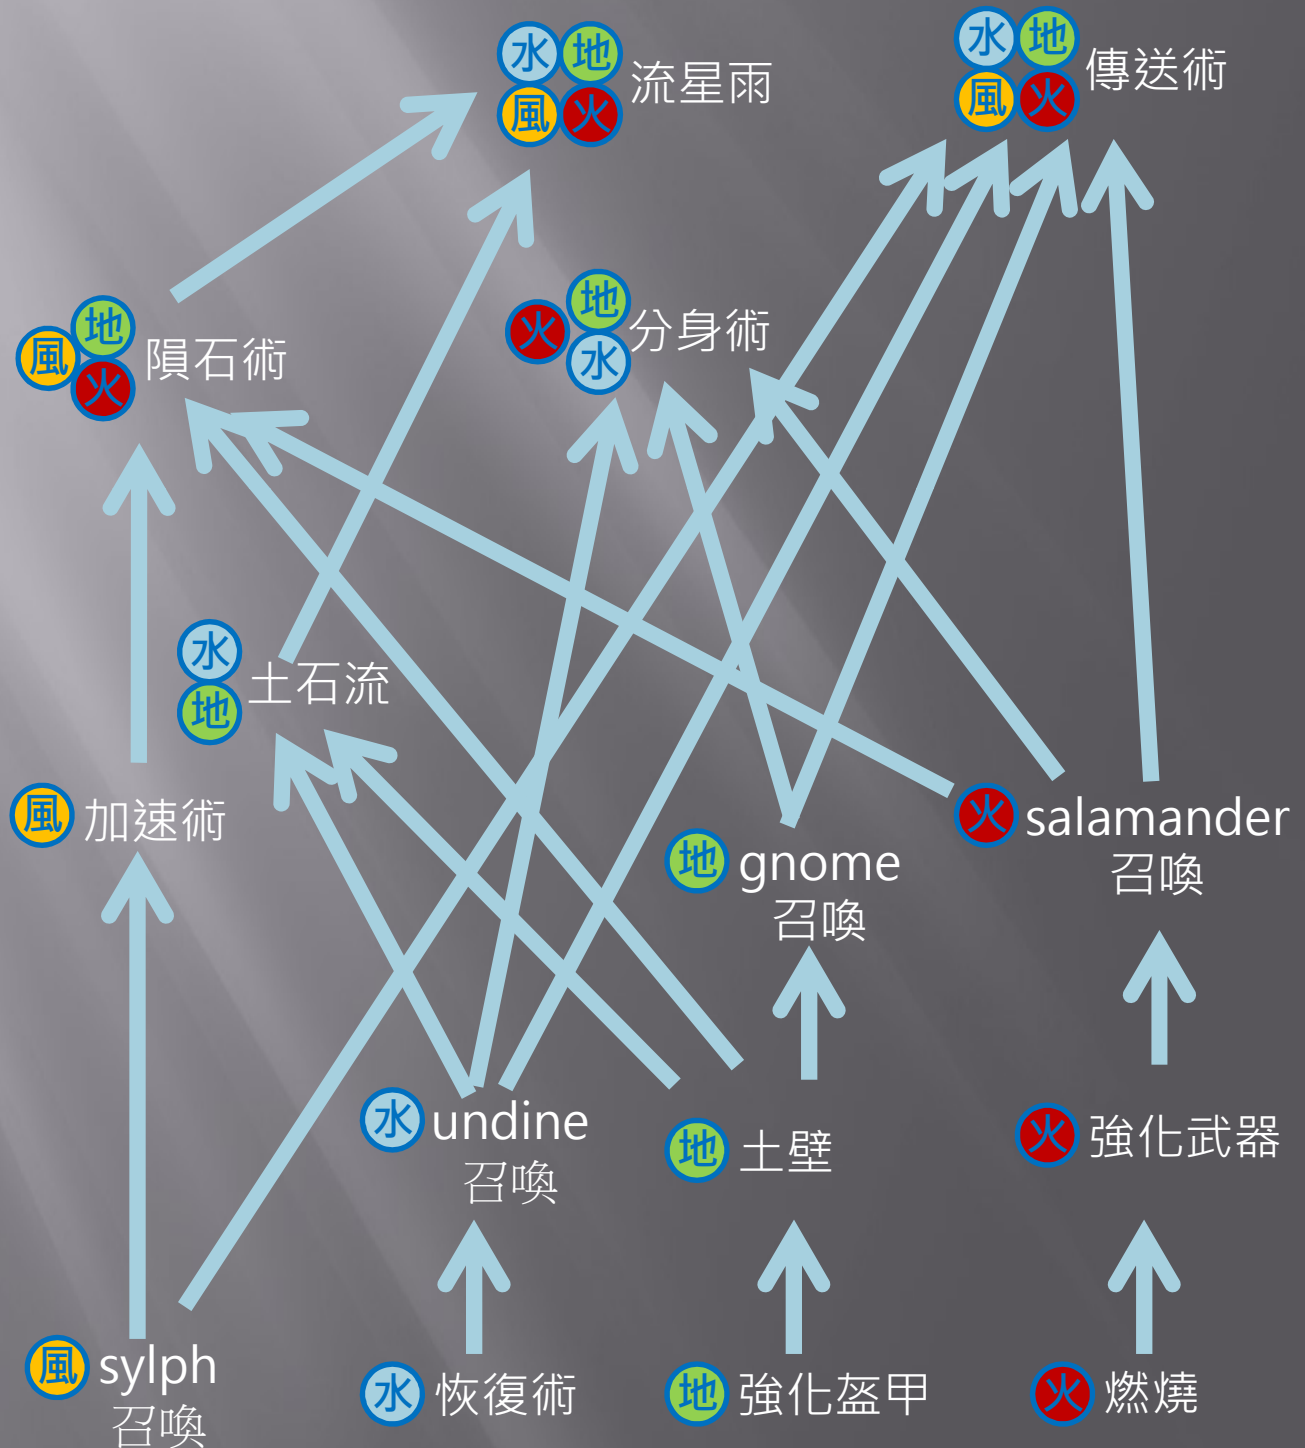 水 地
風 火
流星雨
水 地
風 火
傳送術
風 地
火
隕石術
火 地
水
分身術
水
地
土石流
風 加速術
地 gnome
召喚
火 salamander
召喚
水 undine
召喚
地 土壁
火 強化武器
風 sylph
召喚
水 恢復術
地 強化盔甲
火 燃燒